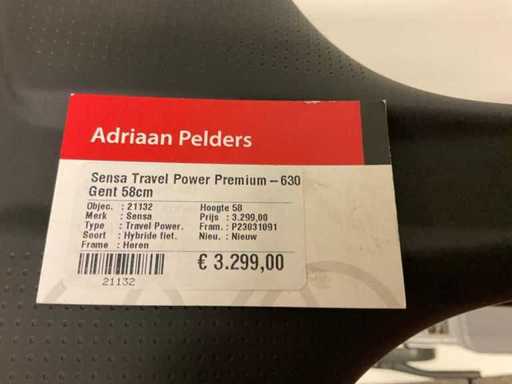 Adriaan Pelders
Sensa Travel Power Premium – 630
Gent 58cm
Objec. : 21132 Hoogte 58
Merk : Sensa Prijs : 3.299,00
Type : Travel Power. Fram. : P23031091
Soort : Hybride fiet. Nieu. : Nieuw
Frame : Heren
€ 3.299,00
21132